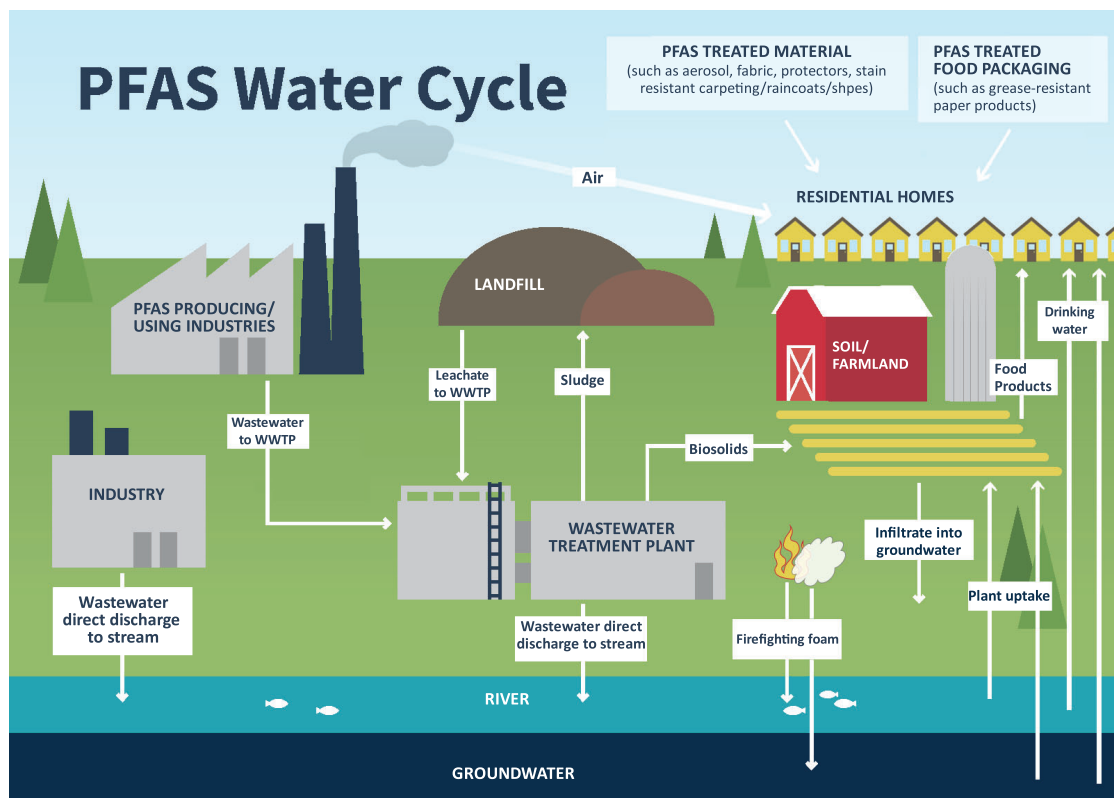 PFAS Water Cycle
PFAS TREATED MATERIAL
(such as aerosol, fabric, protectors, stain
resistant carpeting/raincoats/shpes)
PFAS TREATED
FOOD PACKAGING
(such as grease-resistant
paper products)
Air
RESIDENTIAL HOMES
LANDFILL
PFAS PRODUCING/
USING INDUSTRIES
SOIL/
FARMLAND
Drinking
water
Food
Products
Leachate
to WWTP
Sludge
Wastewater
to WWTP
Biosolids
INDUSTRY
WASTEWATER
TREATMENT PLANT
Infiltrate into
groundwater
Plant uptake
Wastewater
direct discharge
to stream
Wastewater direct
discharge to stream
Firefighting foam
RIVER
GROUNDWATER